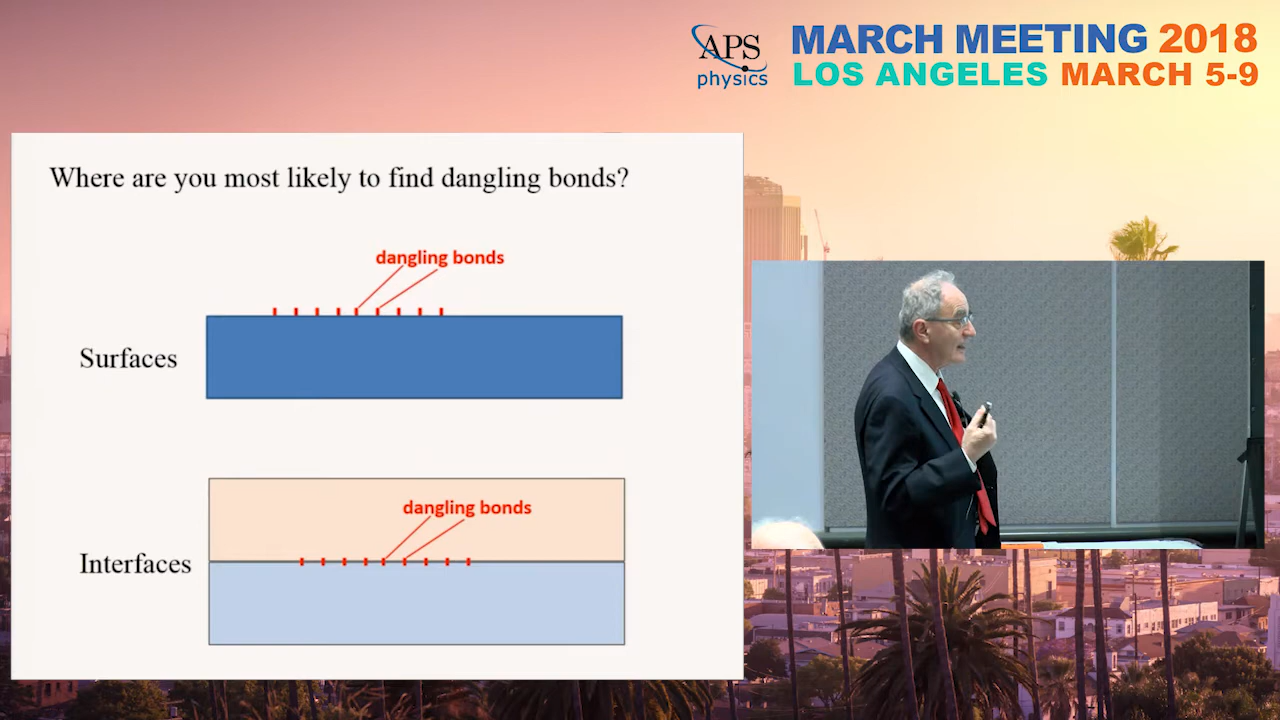 APS
physics
MARCH MEETING 2018
LOS ANGELES MARCH 5-9
Where are you most likely to find dangling bonds?
dangling bonds
Surfaces
dangling bonds
Interfaces